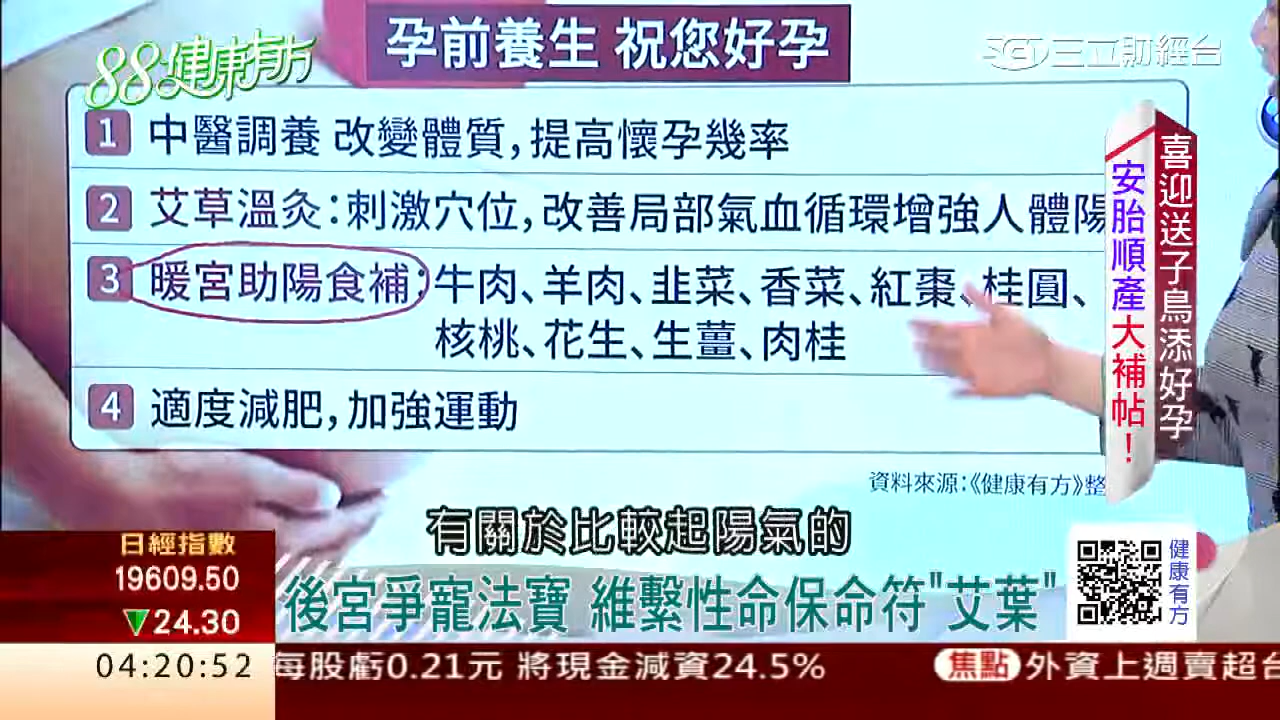 88健康有方
孕前養生 祝您好孕
三立財經台
1 中醫調養 改變體質,提高懷孕幾率
2 艾草溫灸:刺激穴位,改善局部氣血循環增強人體陽
3 暖宮助陽食補:牛肉、羊肉、韭菜、香菜、紅棗、桂圓、
核桃、花生、生薑、肉桂
4 適度減肥,加強運動
資料來源:《健康有方》整
喜迎送子鳥添好孕
安胎順產大補帖!
有關於比較起陽氣的
日經指數
19609.50
▼24.30
後宮爭寵法寶 維繫性命保命符"艾葉"
健康有方
04:20:52
每股虧0.21元 將現金減資24.5%
焦點 外資上週賣超台